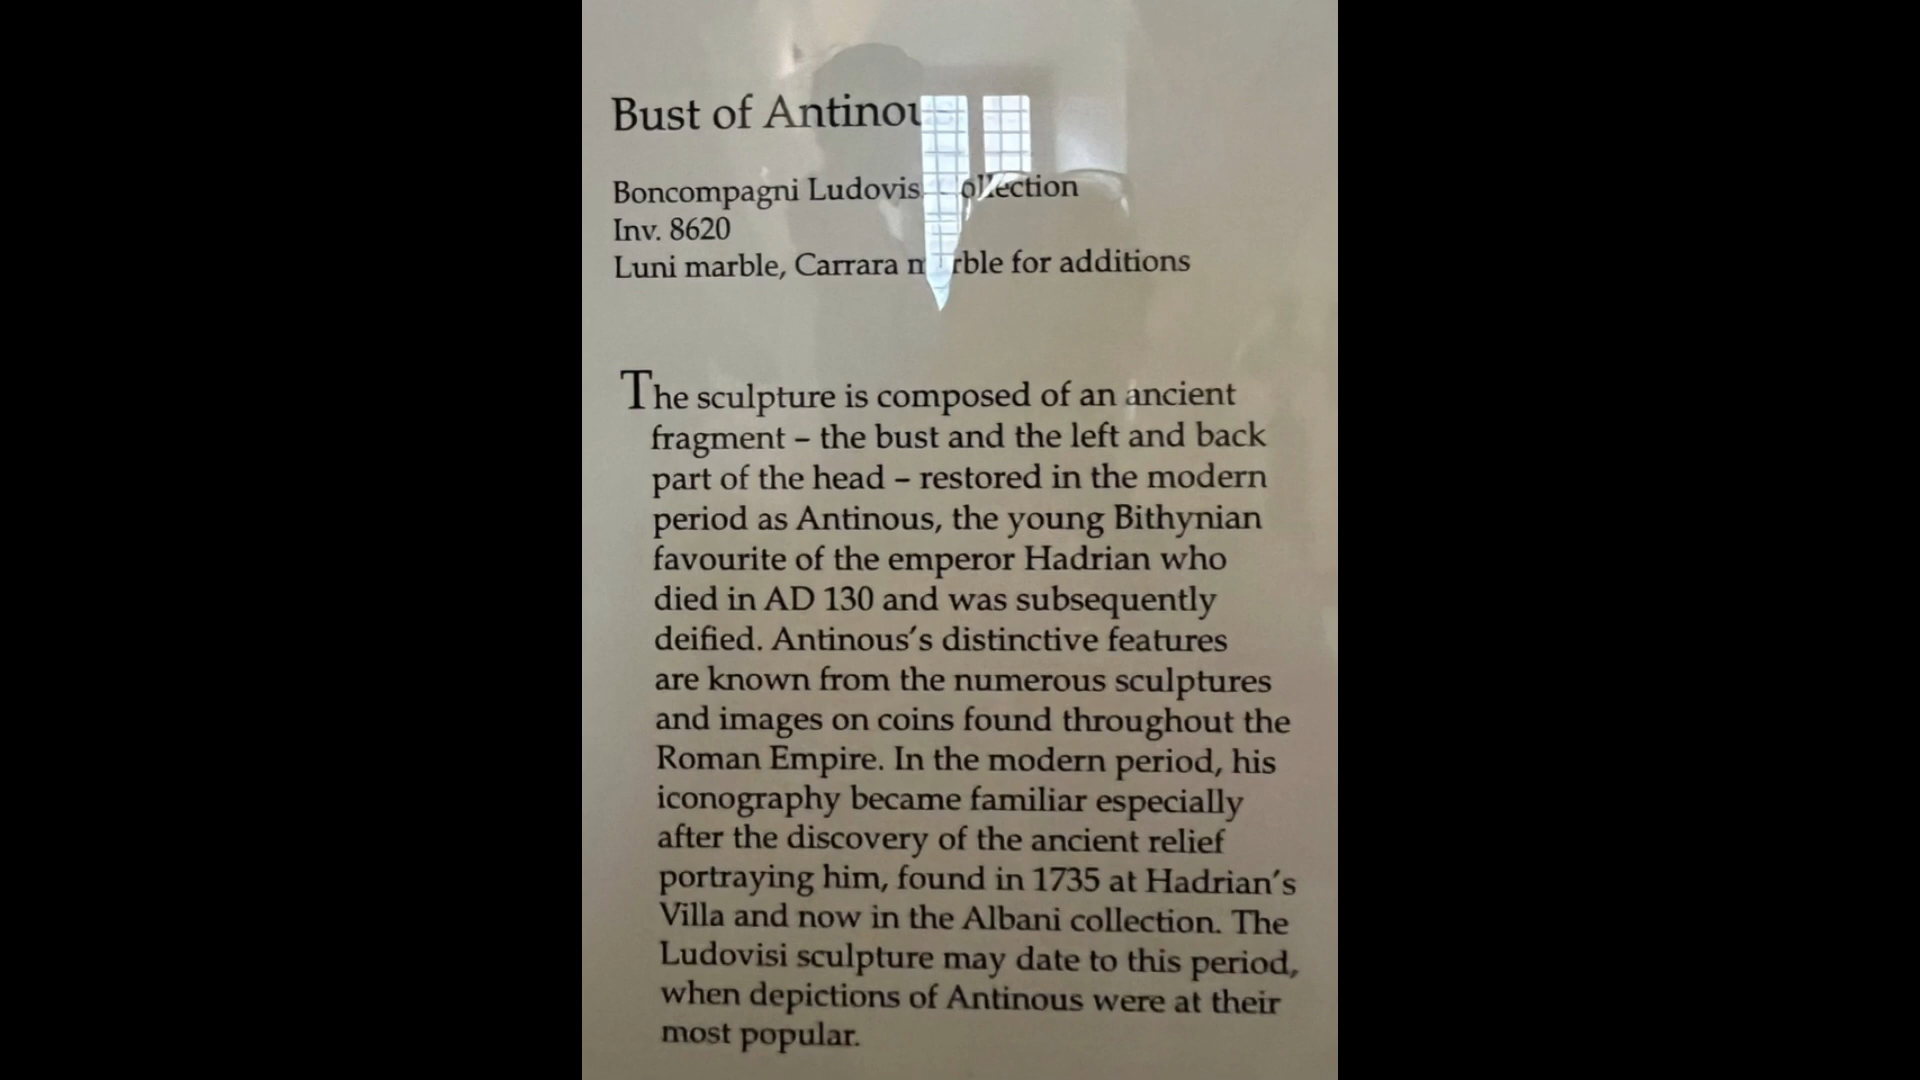 Bust of Antinous
Boncompagni Ludovisi Collection
Inv. 8620
Luni marble, Carrara marble for additions
The sculpture is composed of an ancient
fragment – the bust and the left and back
part of the head – restored in the modern
period as Antinous, the young Bithynian
favourite of the emperor Hadrian who
died in AD 130 and was subsequently
deified. Antinous’s distinctive features
are known from the numerous sculptures
and images on coins found throughout the
Roman Empire. In the modern period, his
iconography became familiar especially
after the discovery of the ancient relief
portraying him, found in 1735 at Hadrian’s
Villa and now in the Albani collection. The
Ludovisi sculpture may date to this period,
when depictions of Antinous were at their
most popular.